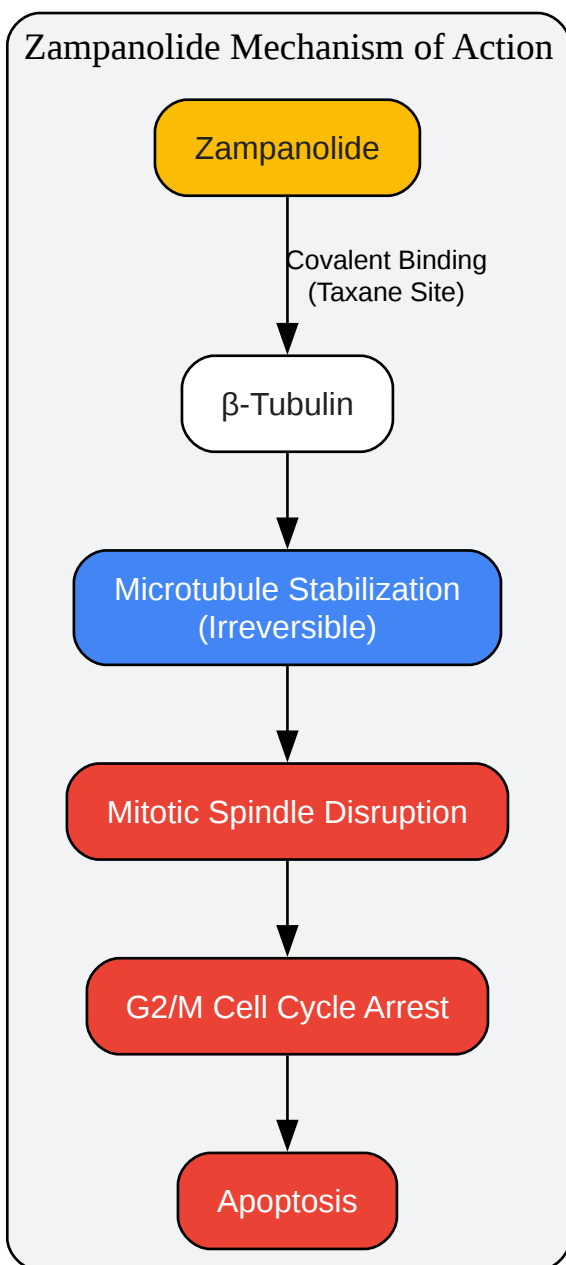 Zampanolide Mechanism of Action
Zampanolide
Covalent Binding
(Taxane Site)
β-Tubulin
Microtubule Stabilization
(Irreversible)
Mitotic Spindle Disruption
G2/M Cell Cycle Arrest
Apoptosis